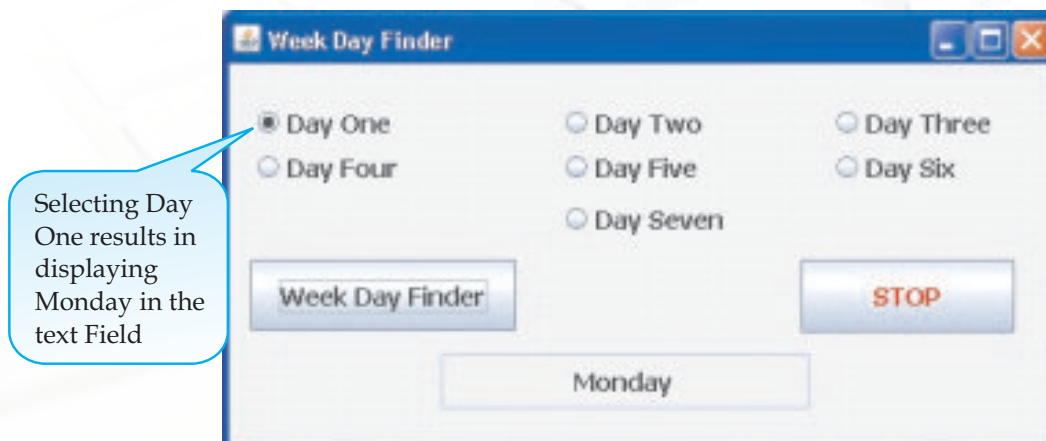 Week Day Finder
Day One Day Two Day Three
Day Four Day Five Day Six
Day Seven
Selecting Day
One results in
displaying
Monday in the
text Field
Week Day Finder STOP
Monday